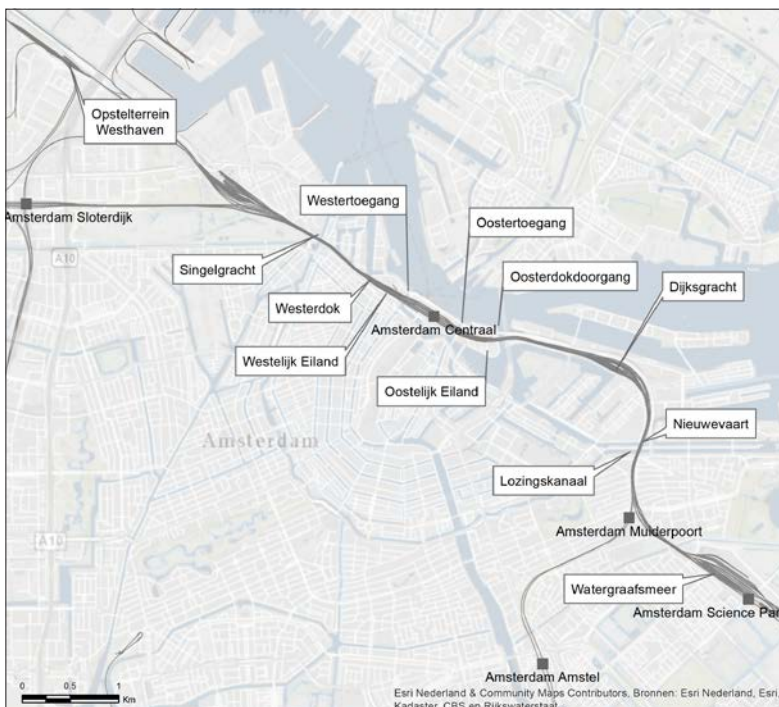 Opstelterrein
Westhaven
Westertoegang
Amsterdam Sloterdijk
Oostertoegang
A10
Singelgracht
Oosterdokdoorgang
Dijksgracht
Westerdok
Amsterdam Centraal
Westelijk Eiland
Oostelijk Eiland
Nieuwevaart
Amsterdam
Lozingskanaal
Amsterdam Muiderpoort
A10
Watergraafsmeer
Amsterdam Science Pa
Amsterdam Amstel
0 0,5 1
Km
Esri Nederland & Community Maps Contributors, Bronnen: Esri Nederland, Esri,
Kadaster, CBS en Rijkswaterstaat